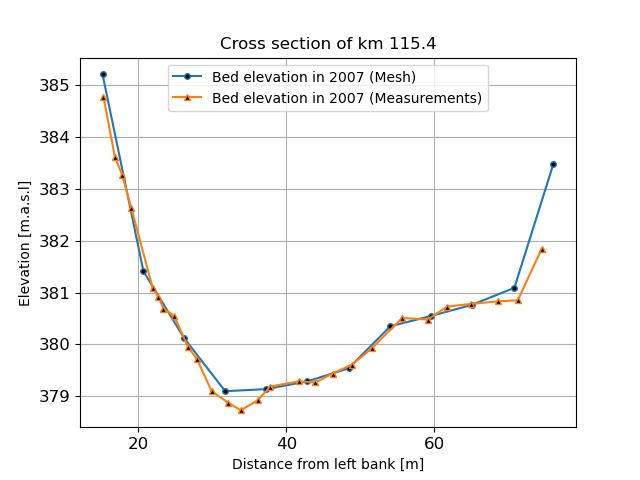 Cross section of km 115.4
Bed elevation in 2007 (Mesh)
Bed elevation in 2007 (Measurements)
385
384
383
382
381
380
379
Elevation [m.a.s.l]
20 40 60
Distance from left bank [m]